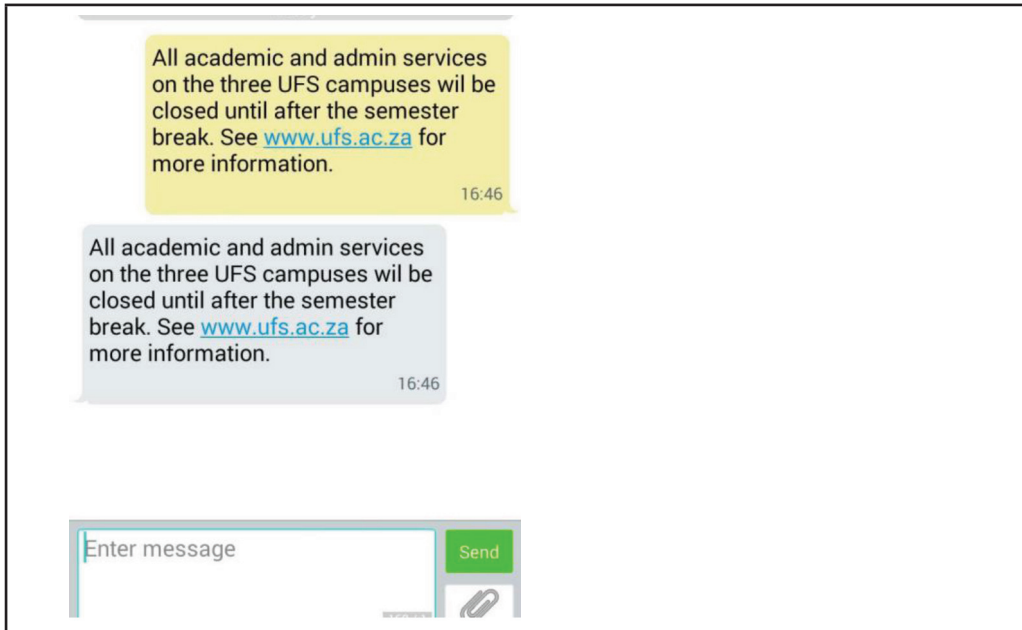 All academic and admin services
on the three UFS campuses wil be
closed until after the semester
break. See www.ufs.ac.za for
more information.
16:46
All academic and admin services
on the three UFS campuses wil be
closed until after the semester
break. See www.ufs.ac.za for
more information.
16:46
Enter message
Send